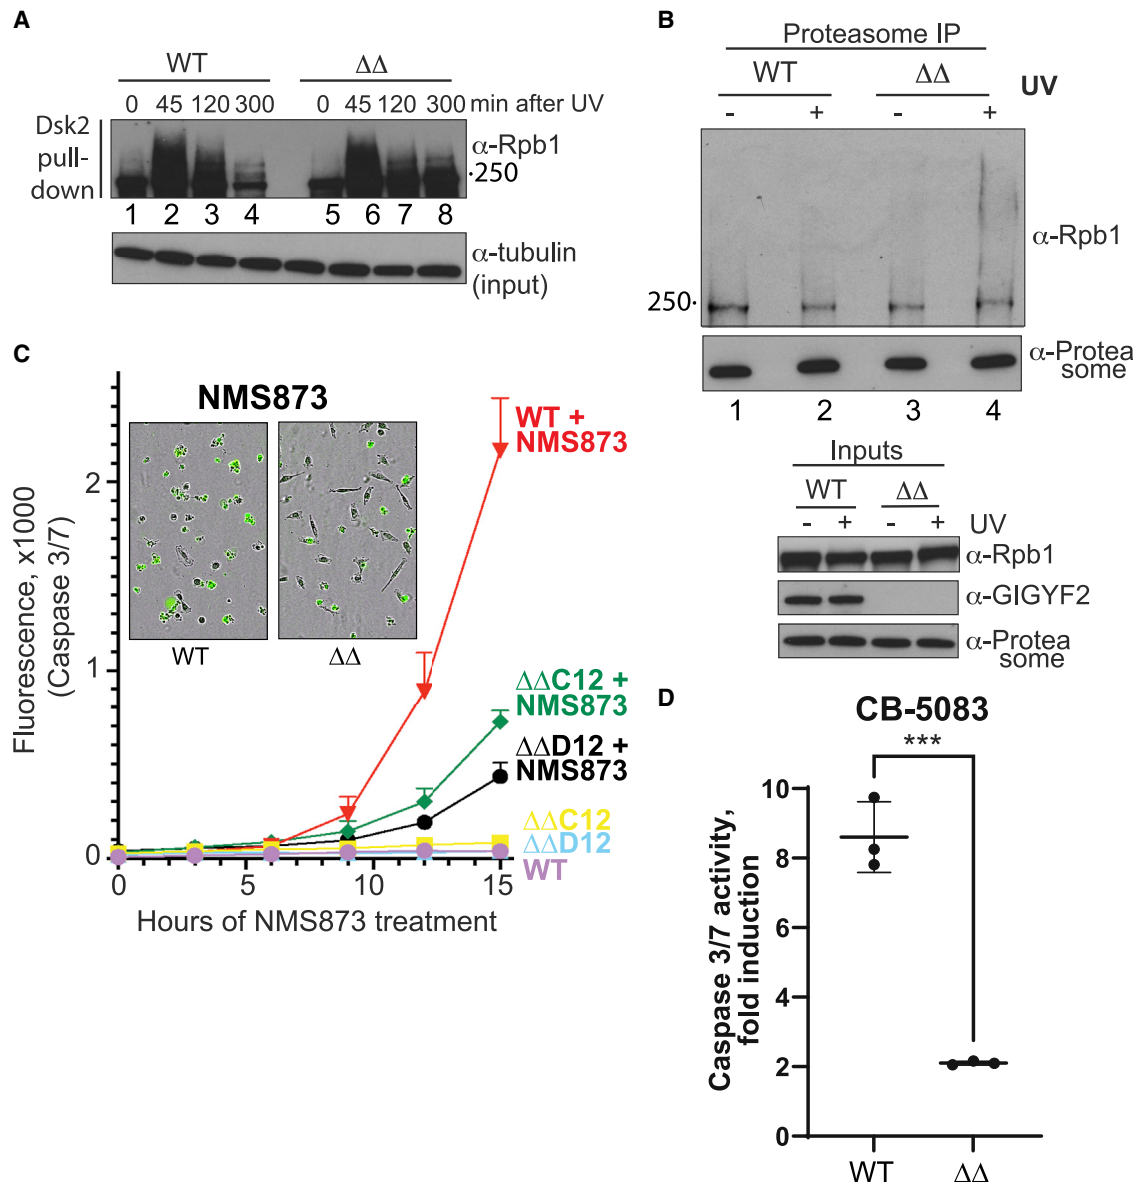 A
WT ΔΔ
0 45 120 300 0 45 120 300 min after UV
Dsk2
pull-
down
α-Rpb1
·250
1 2 3 4 5 6 7 8
α-tubulin
(input)
B
Proteasome IP
WT ΔΔ UV
- + - +
α-Rpb1
250·
α-Protea
some
1 2 3 4
Inputs
WT ΔΔ
- + - + UV
α-Rpb1
α-GIGYF2
α-Protea
some
C
NMS873
WT ΔΔ
WT +
NMS873
ΔΔC12 +
NMS873
ΔΔD12 +
NMS873
ΔΔC12
ΔΔD12
WT
Fluorescence, x1000
(Caspase 3/7)
2
1
0
0 5 10 15
Hours of NMS873 treatment
D
CB-5083
***
Caspase 3/7 activity,
fold induction
10
8
6
4
2
0
WT ΔΔ